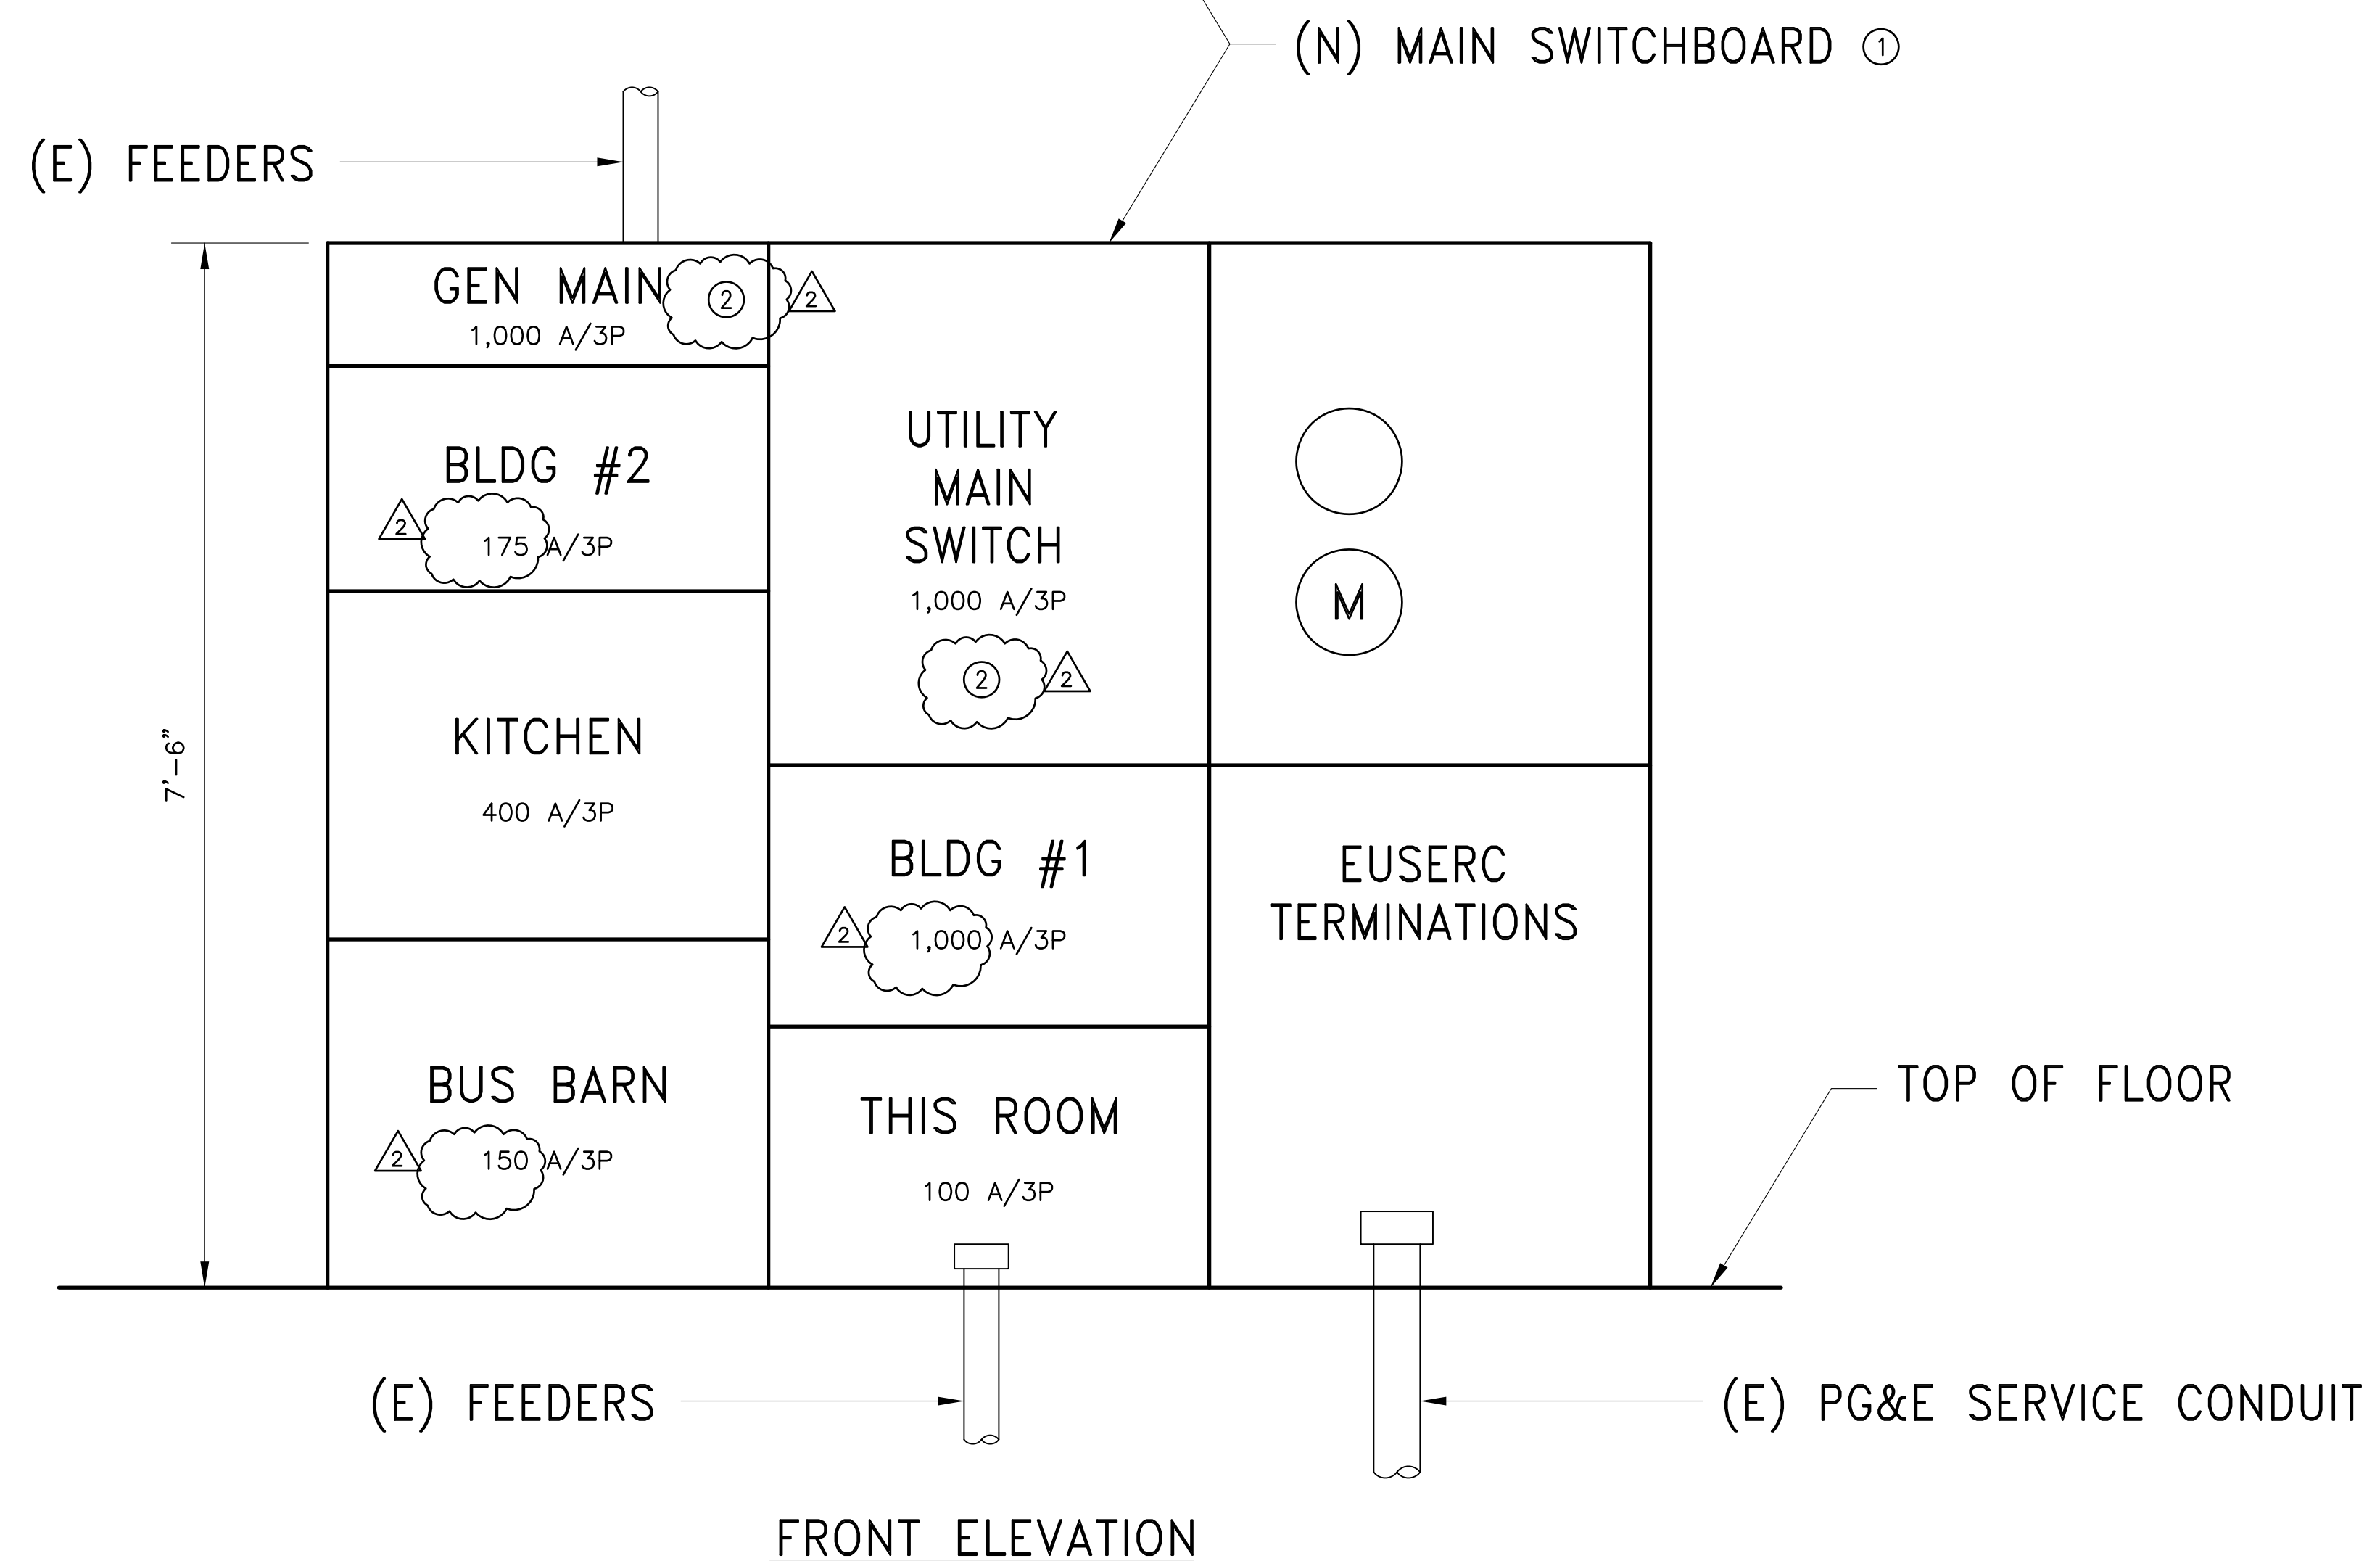 (N) MAIN SWITCHBOARD 1
(E) FEEDERS
GEN MAIN 2 2
1,000 A/3P
BLDG #2
2 175 A/3P
KITCHEN
400 A/3P
BUS BARN
2 150 A/3P
7'-6"
UTILITY
MAIN
SWITCH
1,000 A/3P
2 2
BLDG #1
2 1,000 A/3P
THIS ROOM
100 A/3P
M
EUSERC
TERMINATIONS
TOP OF FLOOR
(E) FEEDERS
(E) PG&E SERVICE CONDUIT
FRONT ELEVATION